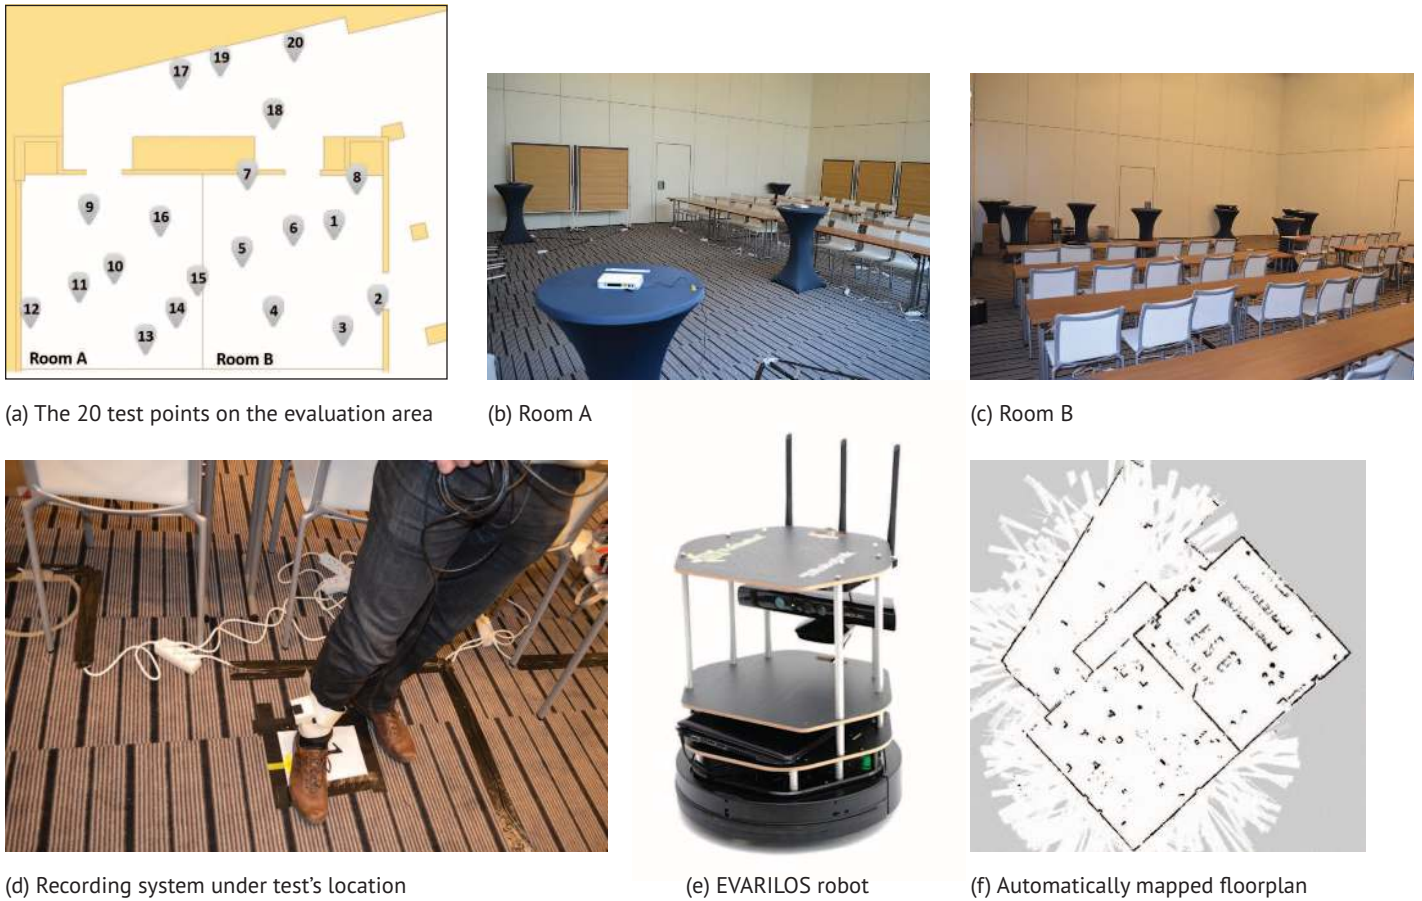 20
19
17
18
7
8
9
16
1
6
5
10
15
11
2
12
14
4
3
13
Room A
Room B
(a) The 20 test points on the evaluation area
(b) Room A
(c) Room B
(d) Recording system under test’s location
(e) EVARILOS robot
(f) Automatically mapped floorplan